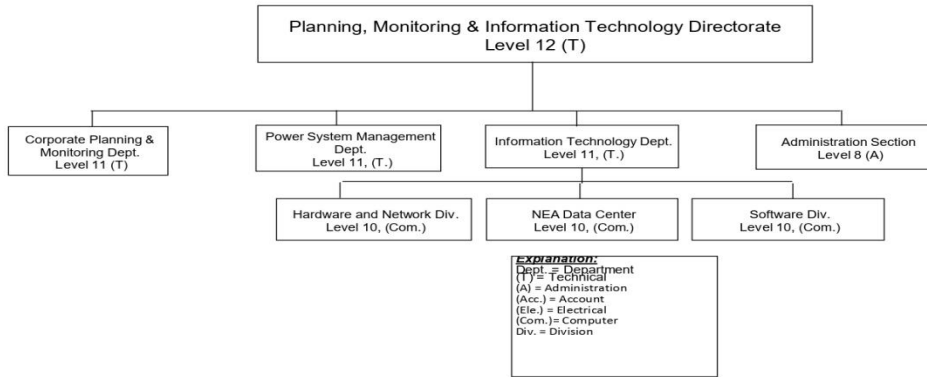 Planning, Monitoring & Information Technology Directorate
Level 12 (T)
Corporate Planning &
Monitoring Dept.
Level 11 (T)
Power System Management
Dept.
Level 11, (T.)
Information Technology Dept.
Level 11, (T.)
Administration Section
Level 8 (A)
Hardware and Network Div.
Level 10, (Com.)
NEA Data Center
Level 10, (Com.)
Software Div.
Level 10, (Com.)
Explanation:
Dept. = Department
(T) = Technical
(A) = Administration
(Acc.) = Account
(Ele.) = Electrical
(Com.)= Computer
Div. = Division